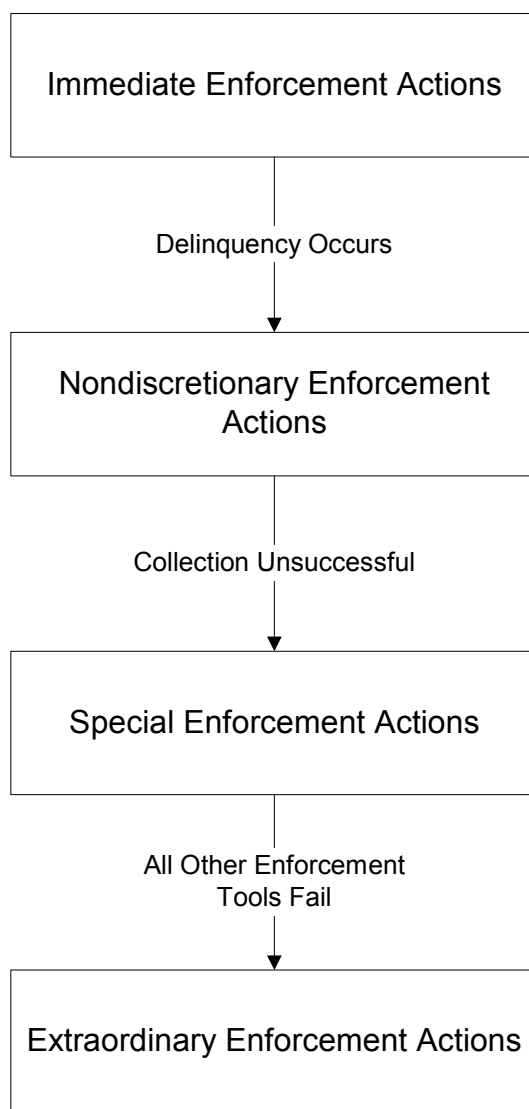 Immediate Enforcement Actions
Delinquency Occurs
Nondiscretionary Enforcement
Actions
Collection Unsuccessful
Special Enforcement Actions
All Other Enforcement
Tools Fail
Extraordinary Enforcement Actions